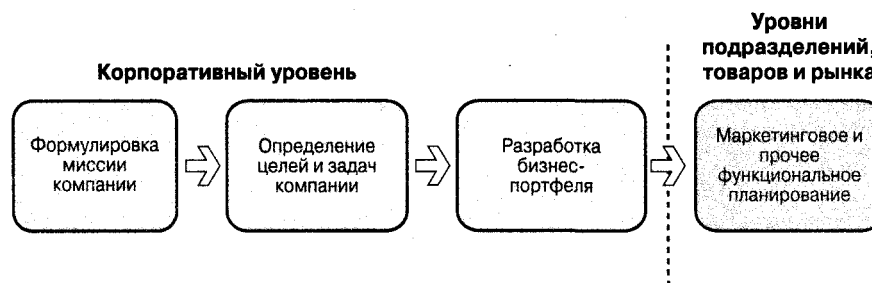 Корпоративный уровень
Уровни
подразделений,
товаров и рынка
Формулировка
миссии
компании
Определение
целей и задач
компании
Разработка
бизнес-
портфеля
Маркетинговое и
прочее
функциональное
планирование